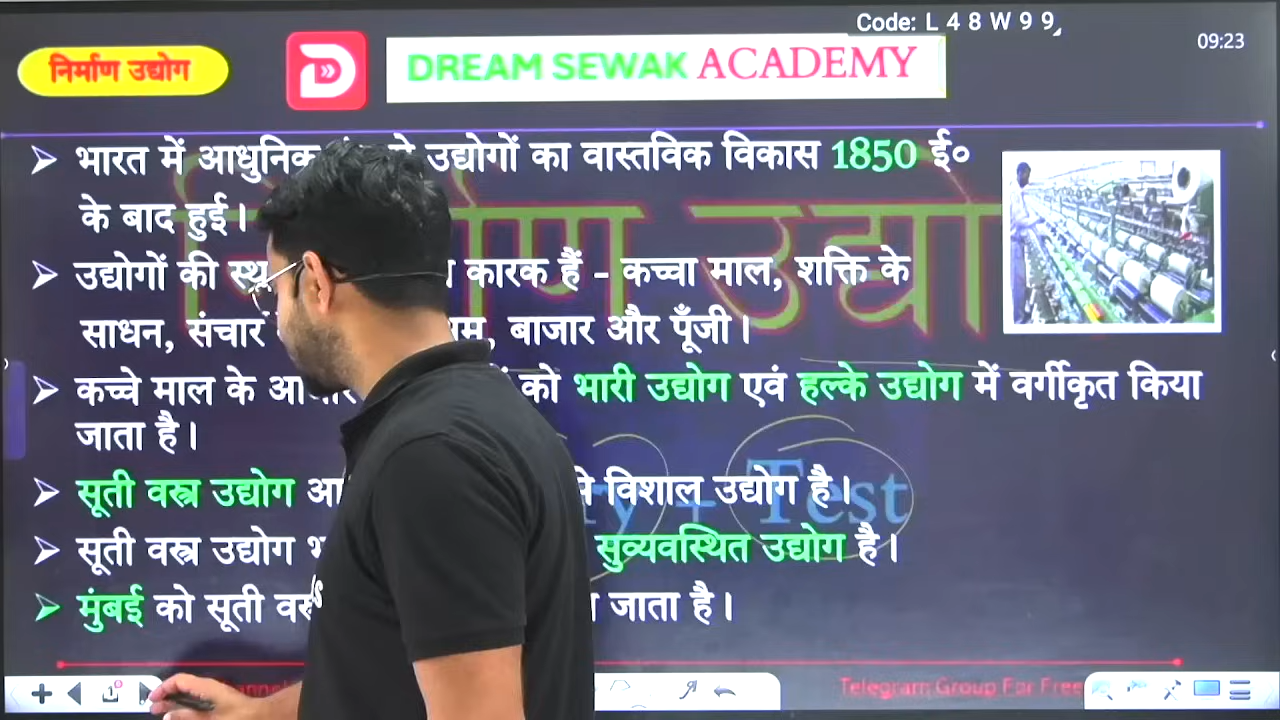 Code: L 4 8 W 9 9
09:23
निर्माण उद्योग
DREAM SEWAK ACADEMY
भारत में आधुनिक उद्योगों का वास्तविक विकास 1850 ई०
के बाद हुई।
उद्योगों की कारक हैं - कच्चा माल, शक्ति के
साधन, संचार बाजार और पूँजी।
कच्चे माल के को भारी उद्योग एवं हल्के उद्योग में वर्गीकृत किया
जाता है।
सूती वस्त्र उद्योग विशाल उद्योग है।
सूती वस्त्र उद्योग सुव्यवस्थित उद्योग है।
मुंबई को सूती जाता है।
+ Test
Telegram Group For Free